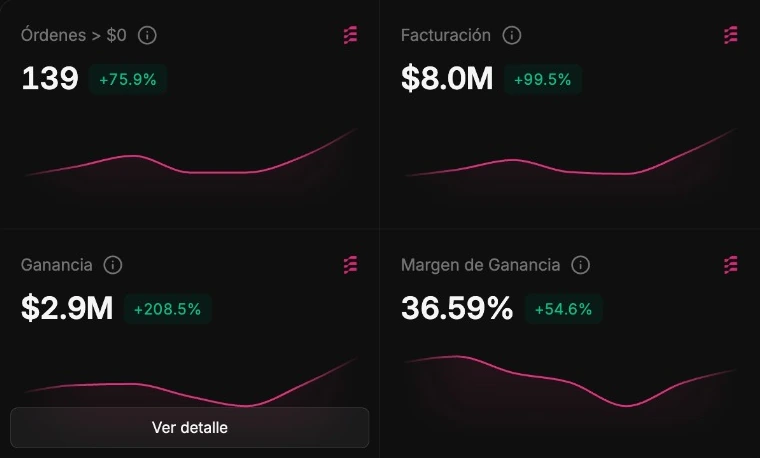 Órdenes > $0
139 +75.9%
Facturación
$8.0M +99.5%
Ganancia
$2.9M +208.5%
Ver detalle
Margen de Ganancia
36.59% +54.6%